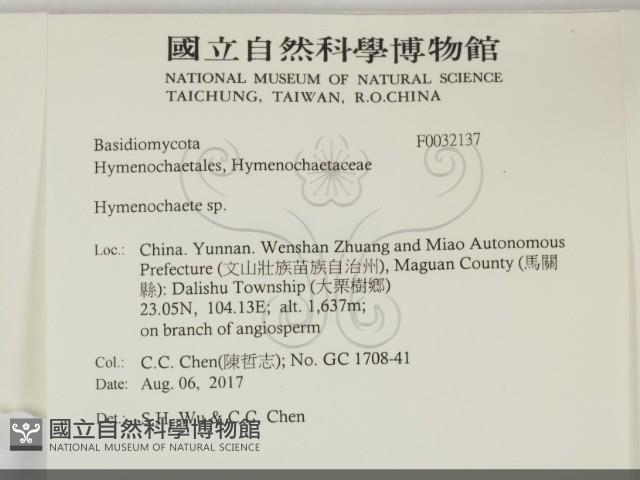 國立自然科學博物館
NATIONAL MUSEUM OF NATURAL SCIENCE
TAICHUNG, TAIWAN, R.O.CHINA
Basidiomycota F0032137
Hymenochaetales, Hymenochaetaceae
Hymenochaete sp.
Loc.: China. Yunnan. Wenshan Zhuang and Miao Autonomous
Prefecture (文山壯族苗族自治州), Maguan County (馬關
縣): Dalishu Township (大栗樹鄉)
23.05N, 104.13E; alt. 1,637m;
on branch of angiosperm
Col.: C.C. Chen(陳哲志); No. GC 1708-41
Date: Aug. 06, 2017
Det.: S.H. Wu & C.C. Chen
國立自然科學博物館
NATIONAL MUSEUM OF NATURAL SCIENCE